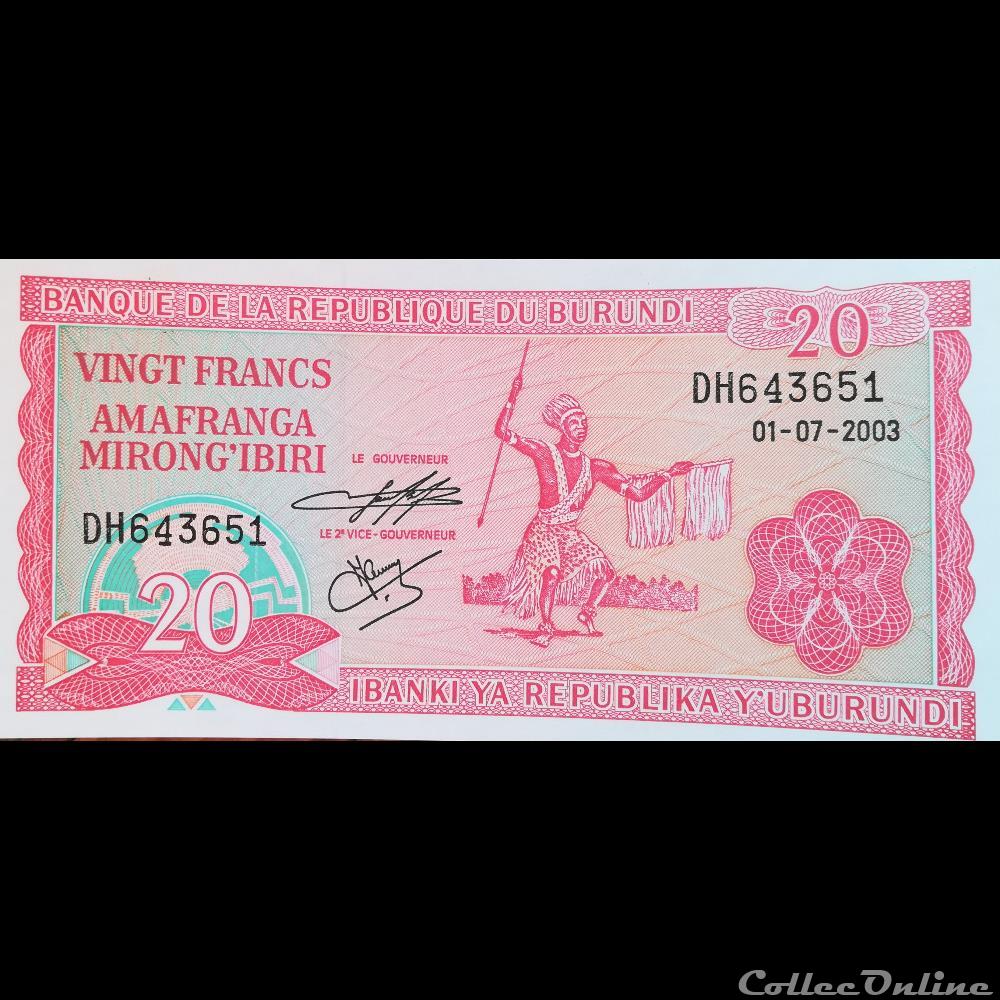 BANQUE DE LA REPUBLIQUE DU BURUNDI
20
VINGT FRANCS
AMAFRANGA
MIRONG'IBIRI
DH643651
01-07-2003
LE GOUVERNEUR
DH643651
LE 2e VICE-GOUVERNEUR
20
IBANKI YA REPUBLIKA Y'UBURUNDI
CollecOnline